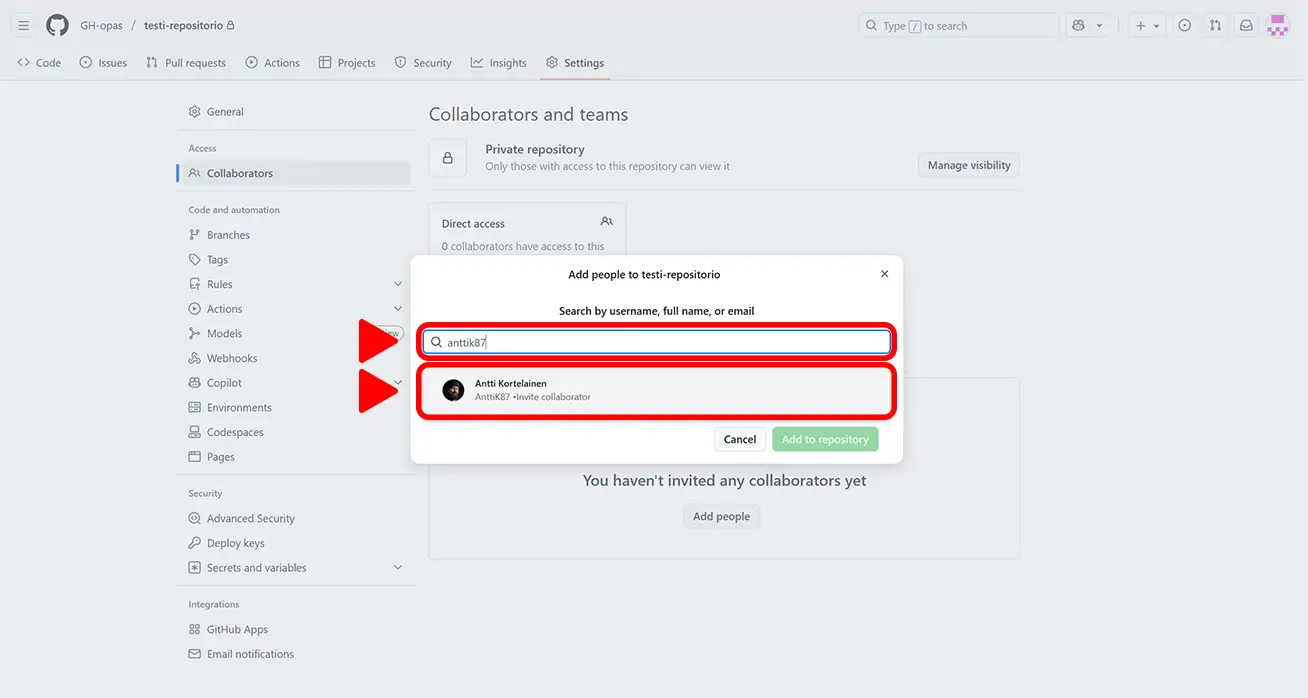 GH-opas / testi-repositorio
Type / to search
Code Issues Pull requests Actions Projects Security Insights Settings
General
Access
Collaborators
Code and automation
Branches
Tags
Rules
Actions
Models
Webhooks
Copilot
Environments
Codespaces
Pages
Security
Advanced Security
Deploy keys
Secrets and variables
Integrations
GitHub Apps
Email notifications
Collaborators and teams
Private repository
Only those with access to this repository can view it
Manage visibility
Direct access
0 collaborators have access to this
Add people to testi-repositorio
Search by username, full name, or email
anttik87
Antti Kortelainen
AnttiK87 •Invite collaborator
Cancel Add to repository
You haven't invited any collaborators yet
Add people